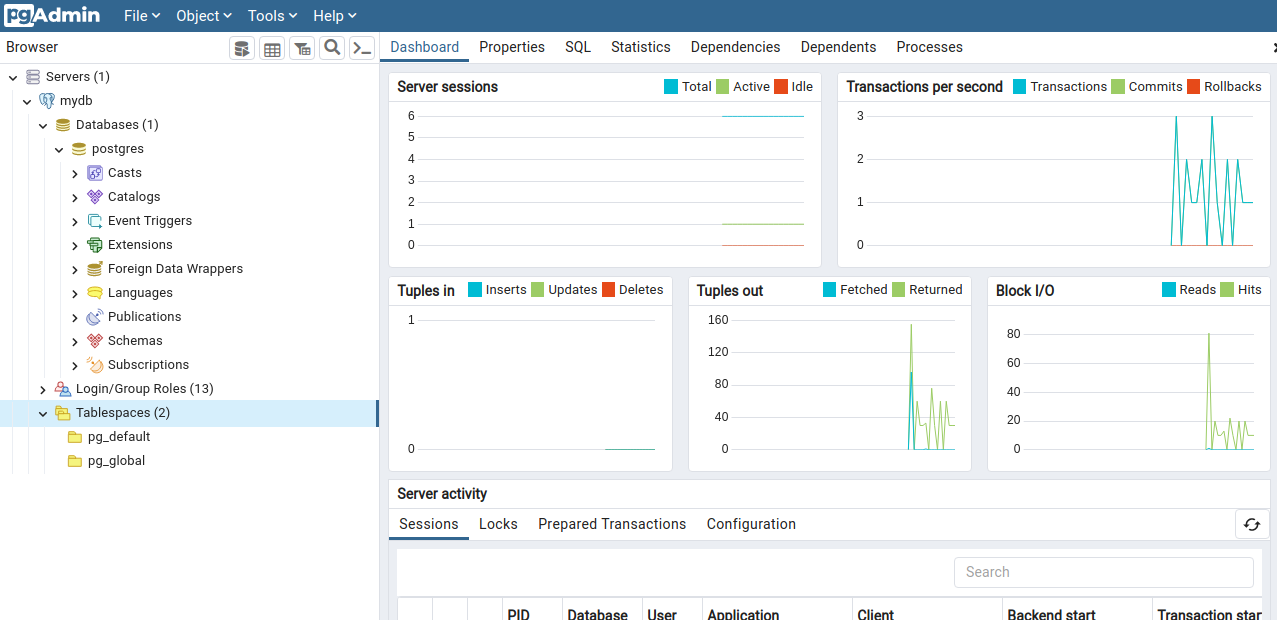 pgAdmin File Object Tools Help
Browser
Dashboard Properties SQL Statistics Dependencies Dependents Processes
Servers (1)
mydb
Databases (1)
postgres
Casts
Catalogs
Event Triggers
Extensions
Foreign Data Wrappers
Languages
Publications
Schemas
Subscriptions
Login/Group Roles (13)
Tablespaces (2)
pg_default
pg_global
Server sessions Total Active Idle
6
5
4
3
2
1
0
Transactions per second Transactions Commits Rollbacks
3
2
1
0
Tuples in Inserts Updates Deletes
1
0
Tuples out Fetched Returned
160
120
80
40
0
Block I/O Reads Hits
80
60
40
20
0
Server activity
Sessions Locks Prepared Transactions Configuration
Search
PID Database User Application Client Backend start Transaction star